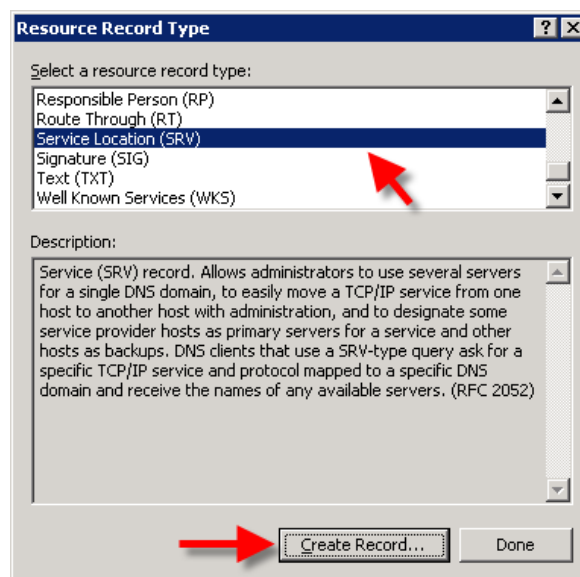 Resource Record Type
Select a resource record type:
Responsible Person (RP)
Route Through (RT)
Service Location (SRV)
Signature (SIG)
Text (TXT)
Well Known Services (WKS)
Description:
Service (SRV) record. Allows administrators to use several servers
for a single DNS domain, to easily move a TCP/IP service from one
host to another host with administration, and to designate some
service provider hosts as primary servers for a service and other
hosts as backups. DNS clients that use a SRV-type query ask for a
specific TCP/IP service and protocol mapped to a specific DNS
domain and receive the names of any available servers. (RFC 2052)
Create Record... Done